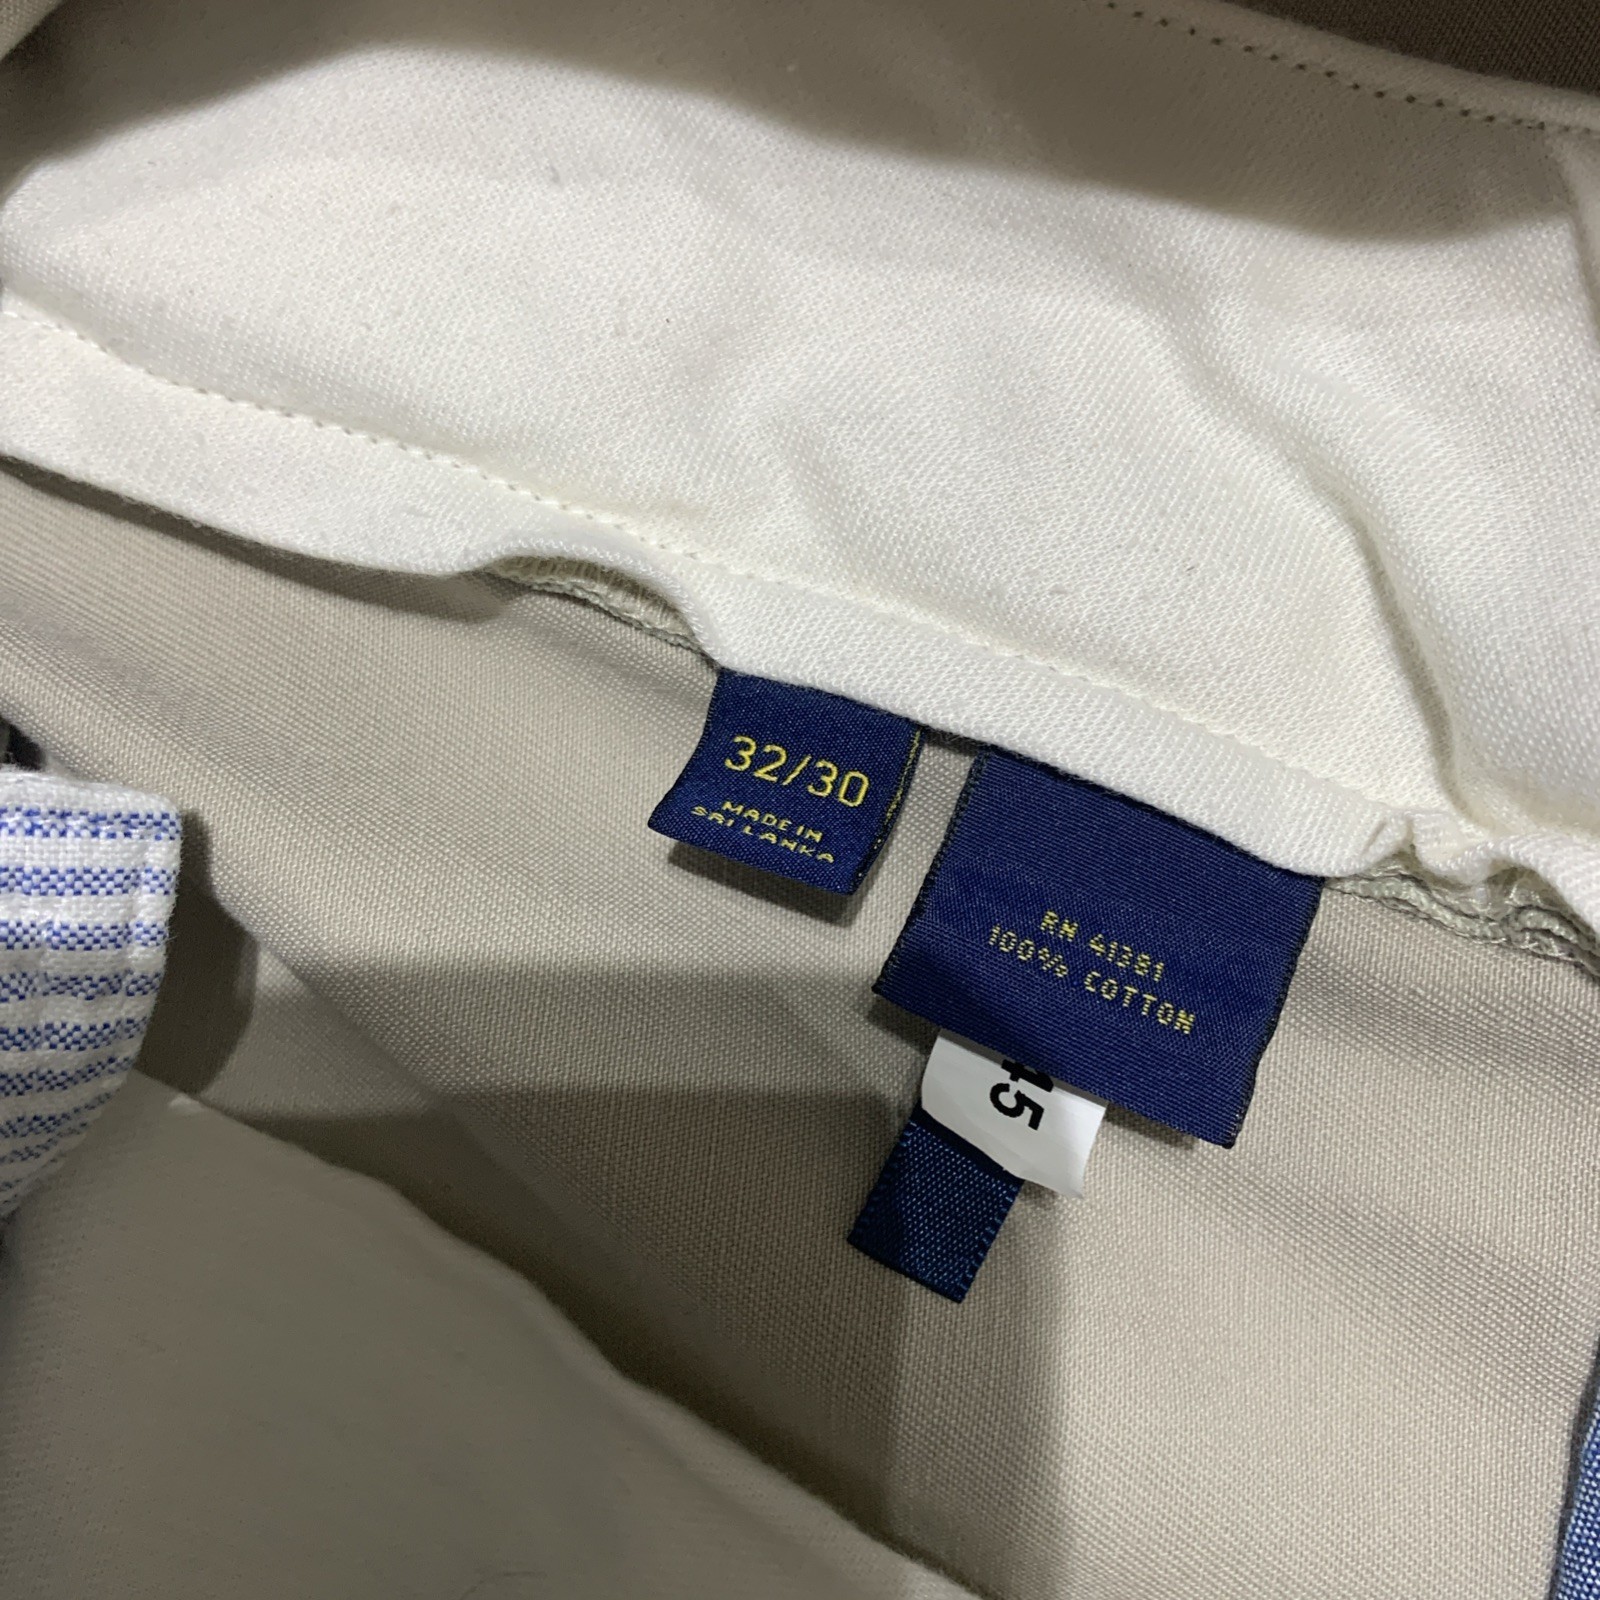 32/30
MADE IN
SRI LANKA
RN 41381
100% COTTON
45